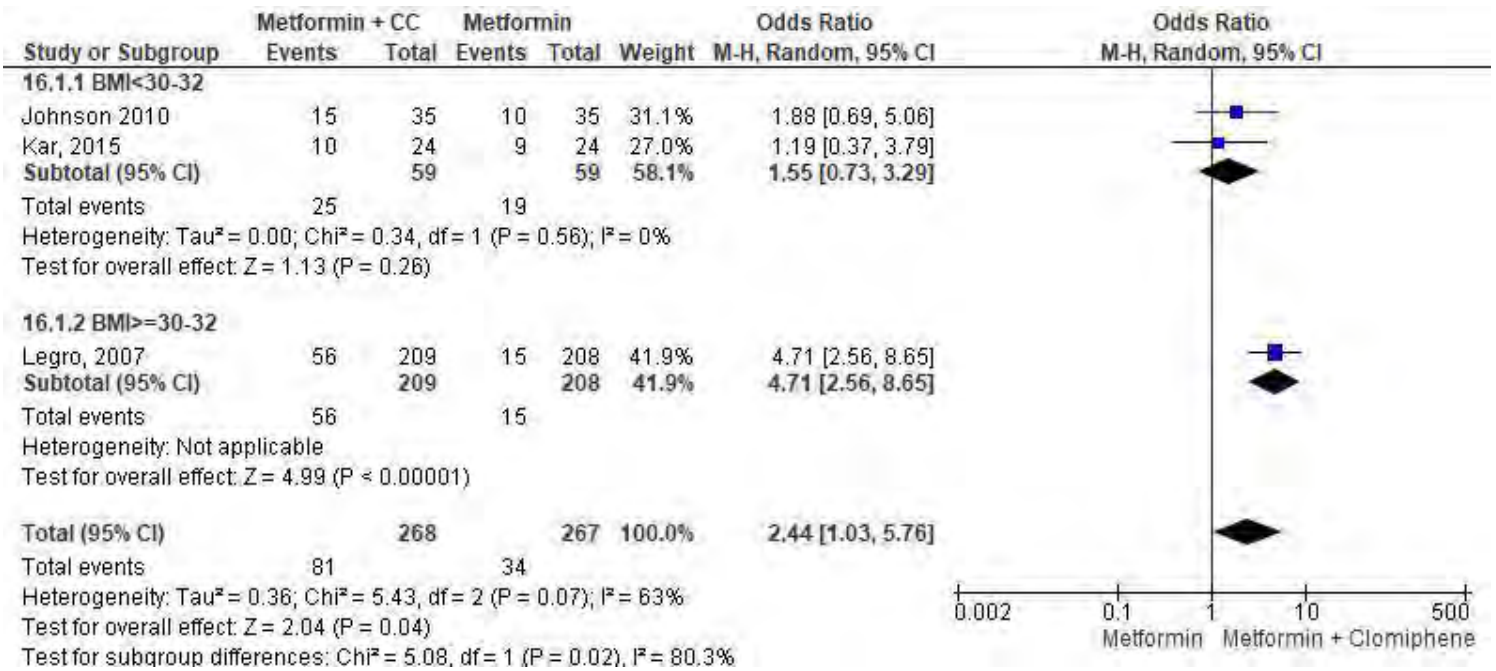 Metformin + CC Metformin Odds Ratio Odds Ratio
Study or Subgroup Events Total Events Total Weight M-H, Random, 95% CI M-H, Random, 95% CI
16.1.1 BMI<30-32
Johnson 2010 15 35 10 35 31.1% 1.88 [0.69, 5.06]
Kar, 2015 10 24 9 24 27.0% 1.19 [0.37, 3.79]
Subtotal (95% CI) 59 59 58.1% 1.55 [0.73, 3.29]
Total events 25 19
Heterogeneity: Tau² = 0.00; Chi² = 0.34, df = 1 (P = 0.56); I² = 0%
Test for overall effect: Z = 1.13 (P = 0.26)
16.1.2 BMI>=30-32
Legro, 2007 56 209 15 208 41.9% 4.71 [2.56, 8.65]
Subtotal (95% CI) 209 208 41.9% 4.71 [2.56, 8.65]
Total events 56 15
Heterogeneity: Not applicable
Test for overall effect: Z = 4.99 (P < 0.00001)
Total (95% CI) 268 267 100.0% 2.44 [1.03, 5.76]
Total events 81 34
Heterogeneity: Tau² = 0.36; Chi² = 5.43, df = 2 (P = 0.07); I² = 63%
Test for overall effect: Z = 2.04 (P = 0.04)
Test for subgroup differences: Chi² = 5.08, df = 1 (P = 0.02), I² = 80.3%
0.002 0.1 1 10 500
Metformin Metformin + Clomiphene